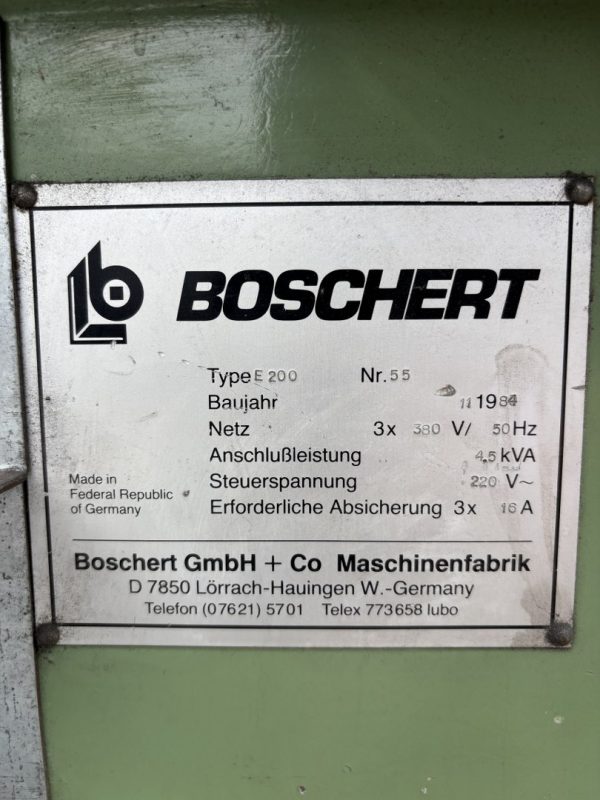 BOSCHERT
Type E 200 Nr. 55
Baujahr 11 1984
Netz 3x 380 V/ 50 Hz
Anschlußleistung 4,5 kVA
Steuerspannung 220 V~
Erforderliche Absicherung 3x 16 A
Made in
Federal Republic
of Germany
Boschert GmbH + Co Maschinenfabrik
D 7850 Lörrach-Hauingen W.-Germany
Telefon (07621) 5701 Telex 773658 lubo